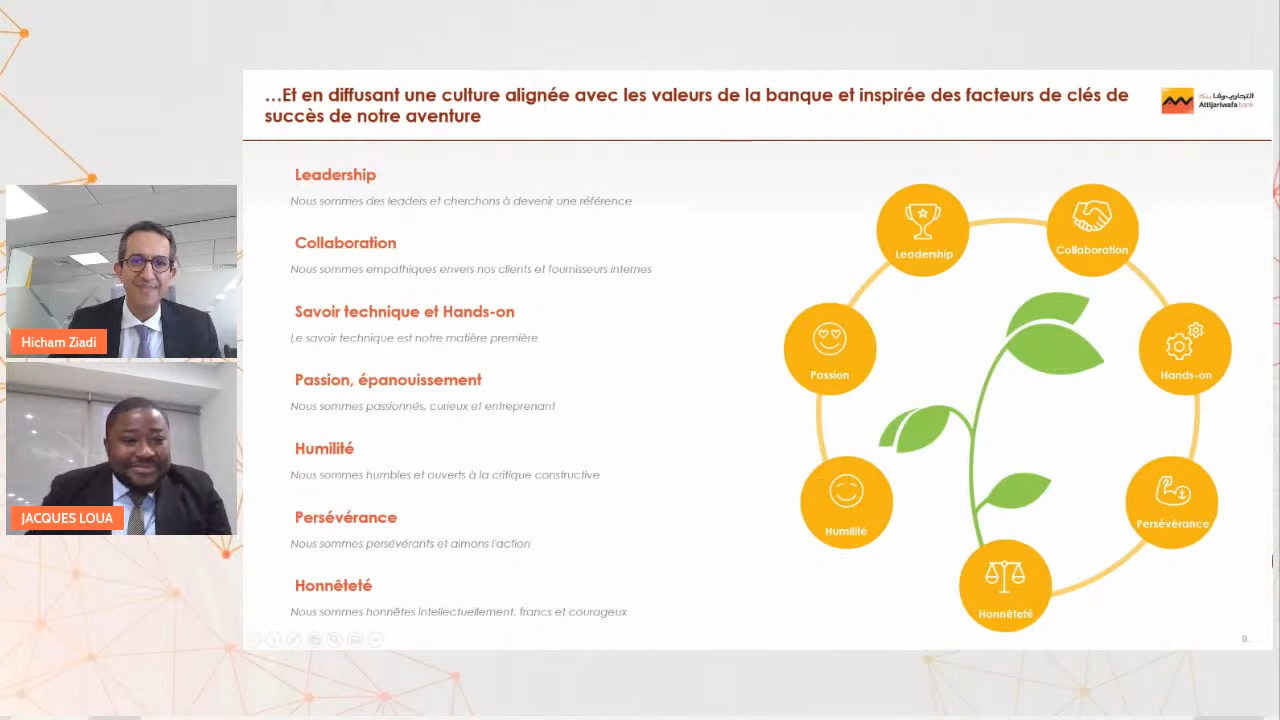 ...Et en diffusant une culture alignée avec les valeurs de la banque et inspirée des facteurs de clés de
succès de notre aventure
التجاري وفا بنك
Attijariwafa bank
Leadership
Nous sommes des leaders et cherchons à devenir une référence
Collaboration
Nous sommes empathiques envers nos clients et fournisseurs internes
Savoir technique et Hands-on
Le savoir technique est notre matière première
Passion, épanouissement
Nous sommes passionnés, curieux et entreprenant
Humilité
Nous sommes humbles et ouverts à la critique constructive
Persévérance
Nous sommes persévérants et aimons l'action
Honnêteté
Nous sommes honnêtes intellectuellement, francs et courageux
Leadership
Collaboration
Passion
Hands-on
Humilité
Persévérance
Honnêteté
9
Hicham Ziadi
JACQUES LOUA